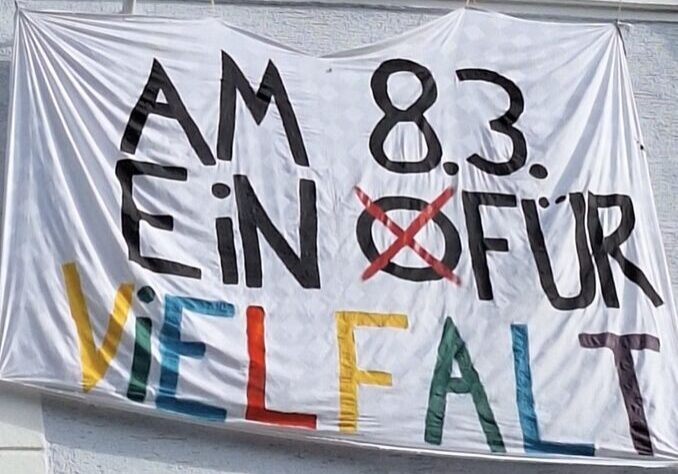 AM 8.3.
EiN ⓧ FÜR
ViELFALT